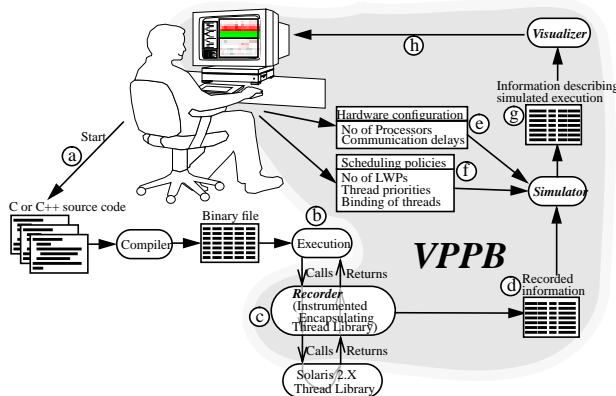 Visualizer
h
Information describing
simulated execution
g
Hardware configuration
No of Processors
Communication delays
e
Start
a
Scheduling policies
No of LWPs
Thread priorities
Binding of threads
f
Simulator
C or C++ source code
Compiler
Binary file
b
Execution
VPPB
Calls
Returns
d
Recorded
information
c
Recorder
(Instrumented
Encapsulating
Thread Library)
Calls
Returns
Solaris 2.X
Thread Library